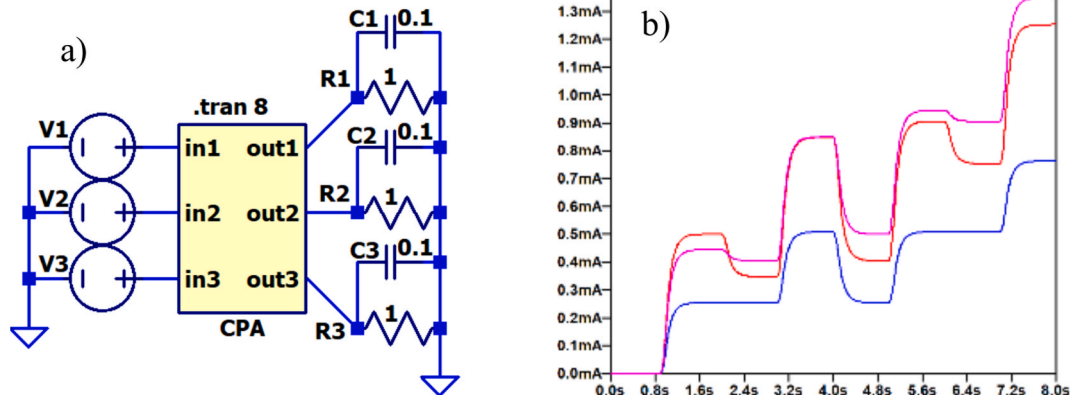 a)
C1 0.1
R1 1
.tran 8
V1
in1 out1
C2 0.1
V2
in2 out2
R2 1
V3
in3 out3
C3 0.1
CPA
R3 1
b)
1.3mA
1.2mA
1.1mA
1.0mA
0.9mA
0.8mA
0.7mA
0.6mA
0.5mA
0.4mA
0.3mA
0.2mA
0.1mA
0.0mA
0.0s 0.8s 1.6s 2.4s 3.2s 4.0s 4.8s 5.6s 6.4s 7.2s 8.0s